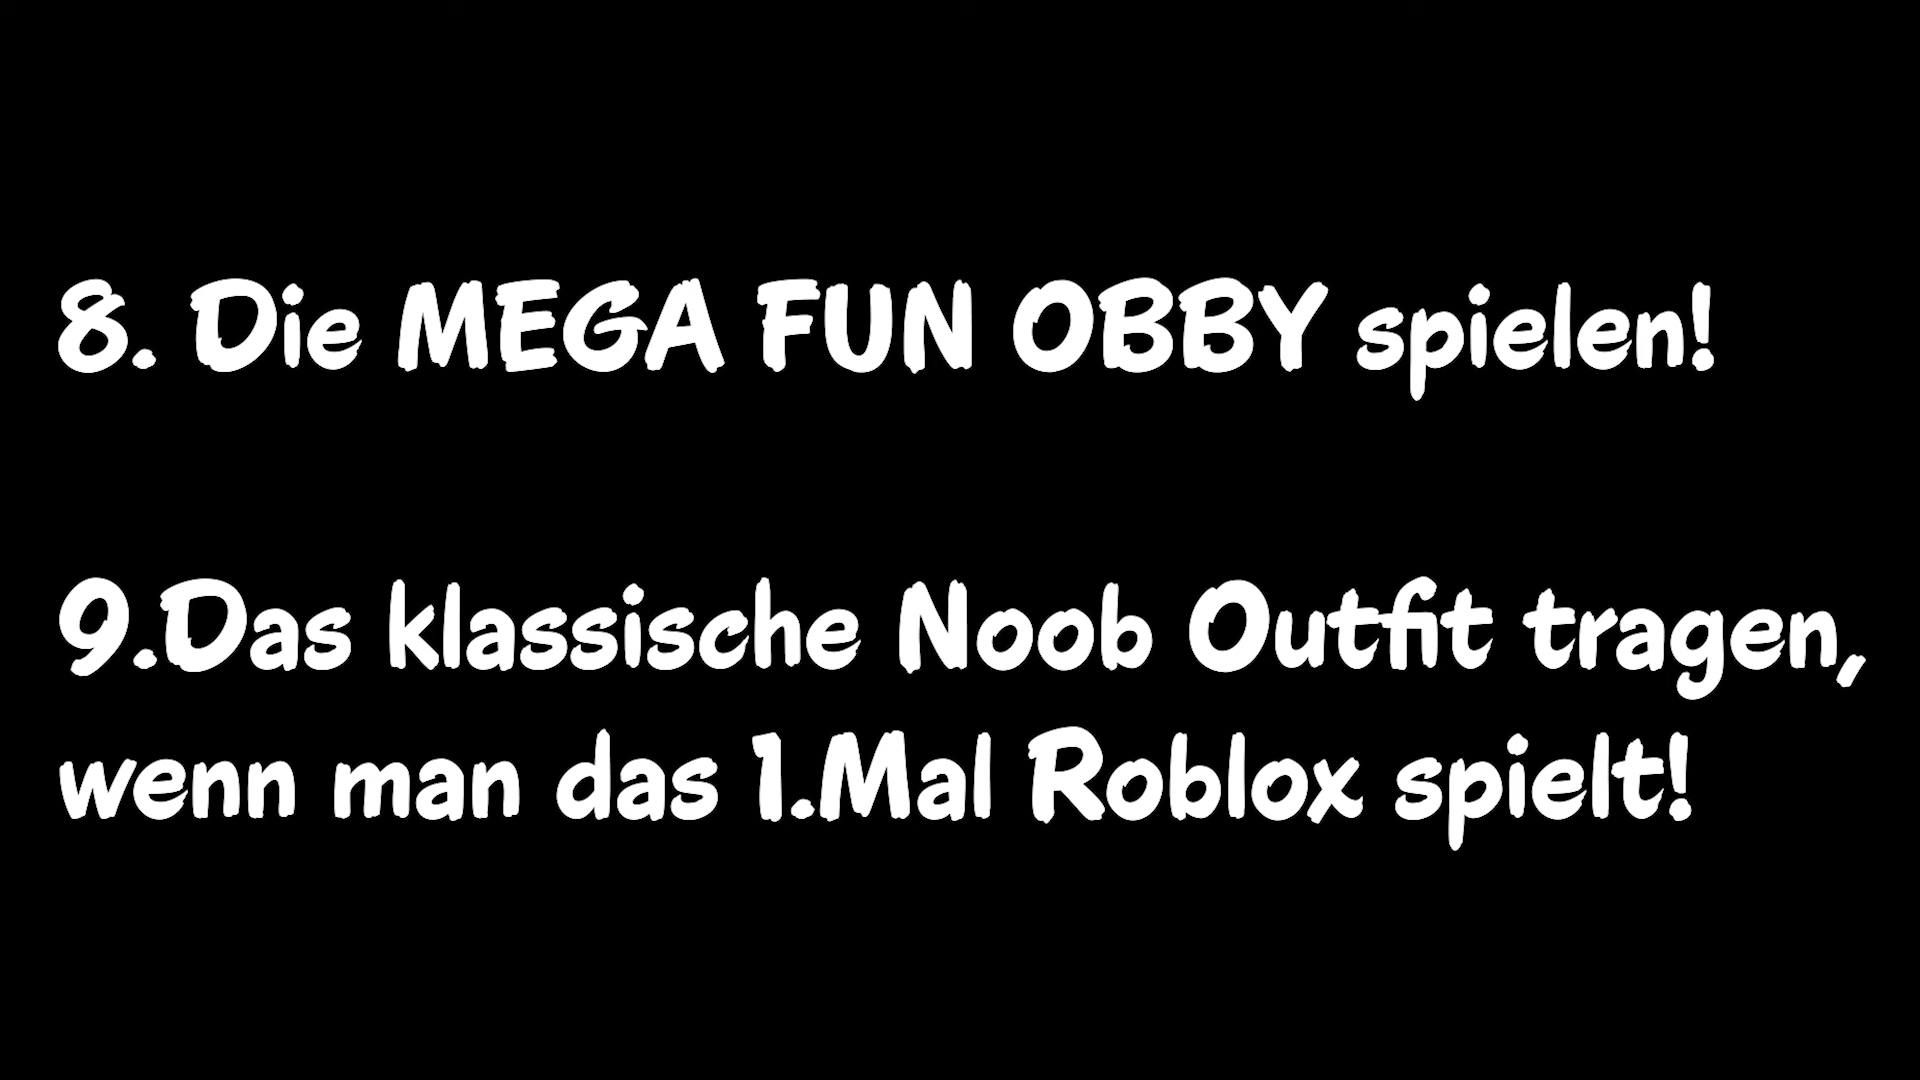 8. Die MEGA FUN OBBY spielen!
9.Das klassische Noob Outfit tragen,
wenn man das 1.Mal Roblox spielt!